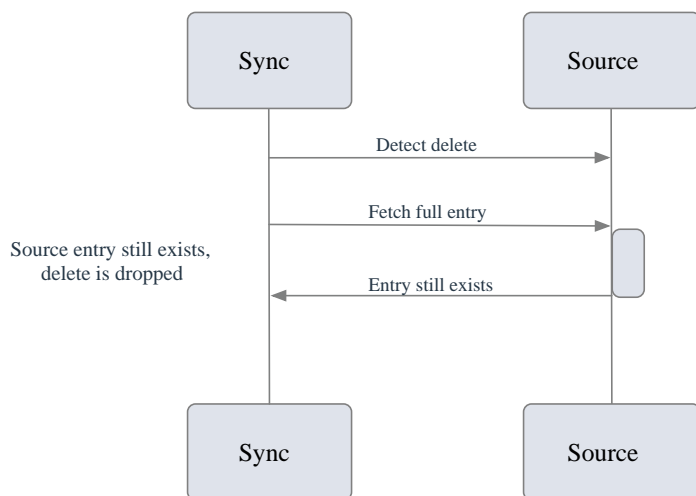 Sync
Source
Detect delete
Fetch full entry
Source entry still exists,
delete is dropped
Entry still exists
Sync
Source